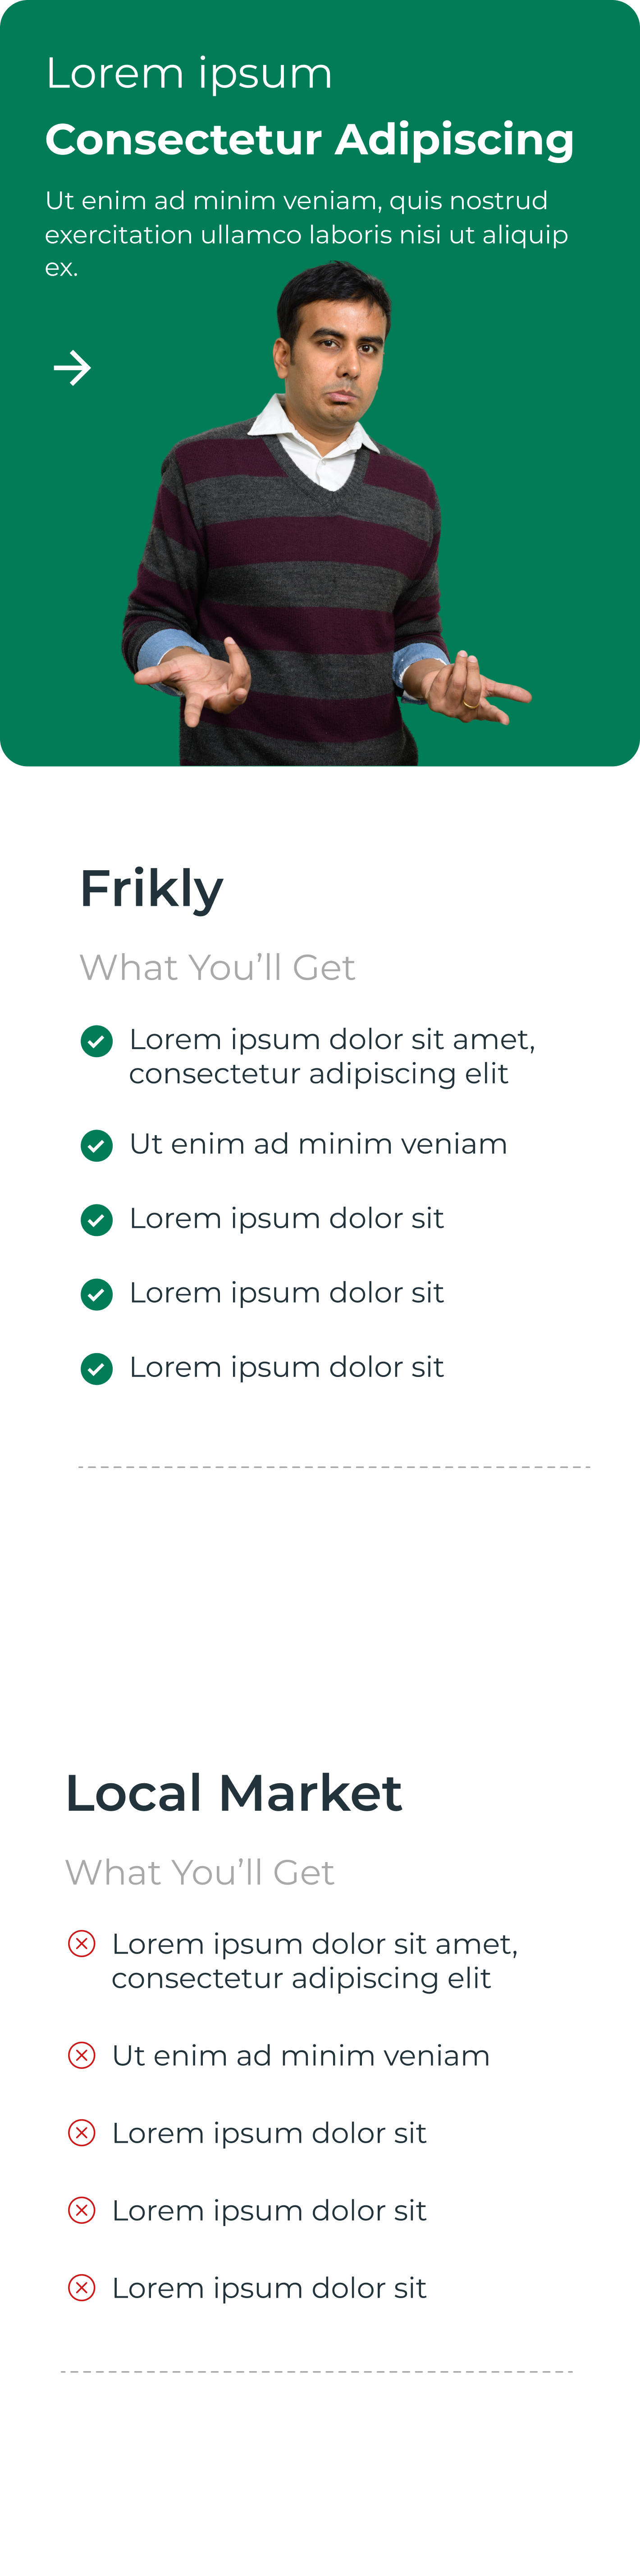 Lorem ipsum
Consectetur Adipiscing
Ut enim ad minim veniam, quis nostrud
exercitation ullamco laboris nisi ut aliquip
ex.
Frikly
What You’ll Get
Lorem ipsum dolor sit amet,
consectetur adipiscing elit
Ut enim ad minim veniam
Lorem ipsum dolor sit
Lorem ipsum dolor sit
Lorem ipsum dolor sit
Local Market
What You’ll Get
Lorem ipsum dolor sit amet,
consectetur adipiscing elit
Ut enim ad minim veniam
Lorem ipsum dolor sit
Lorem ipsum dolor sit
Lorem ipsum dolor sit